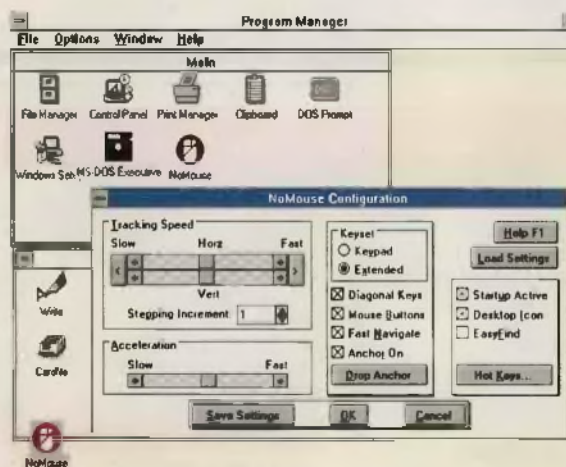 Program Manager
File Options Window Help
Main
File Manager Control Panel Print Manager Clipboard DOS Prompt
Windows Setup MS-DOS Executive NoMouse
NoMouse Configuration
Tracking Speed
Slow Horz Fast
Vert
Stepping Increment 1
Acceleration
Slow Fast
Keyset
Keypad
Extended
Diagonal Keys
Mouse Buttons
Fast Navigate
Anchor On
Drop Anchor
Help F1
Load Settings
Startup Active
Desktop Icon
EasyFind
Hot Keys...
Save Settings OK Cancel
Write
Cardfile
NoMouse